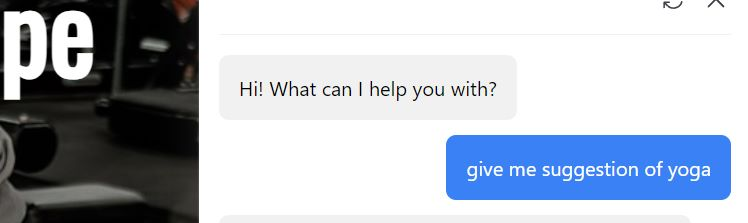 pe
Hi! What can I help you with?
give me suggestion of yoga